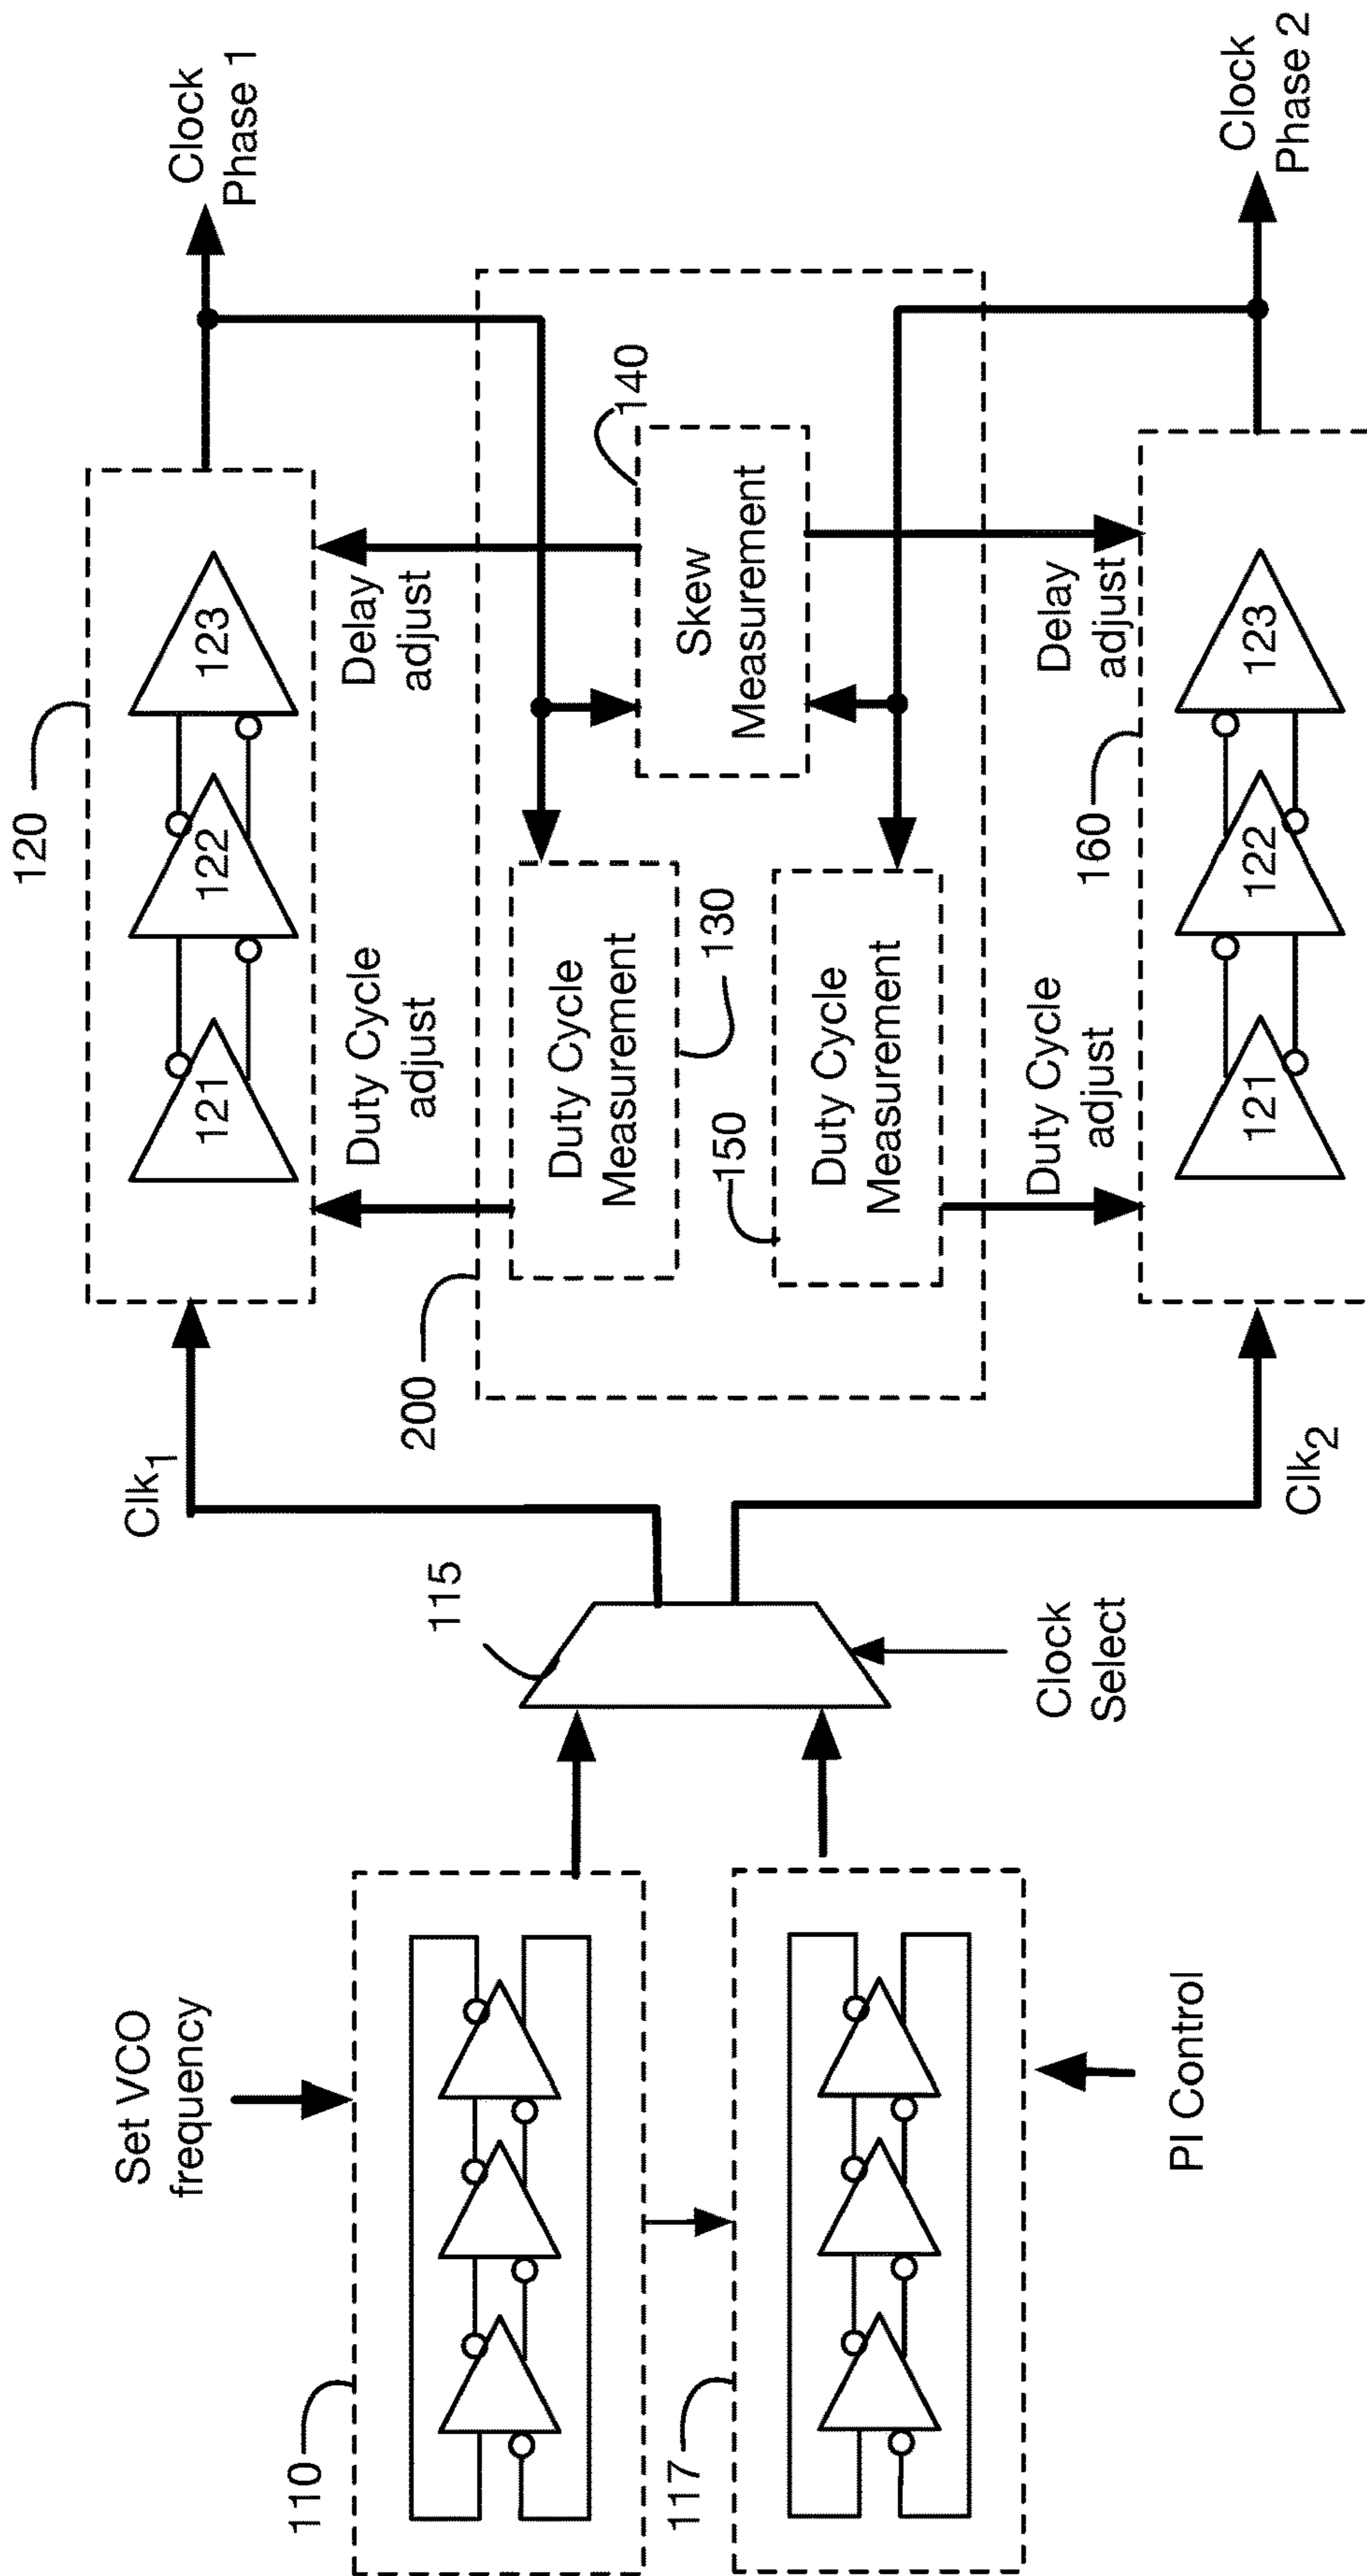 110
Set VCO
frequency
117
PI Control
115
Clock
Select
Clk1
Clk2
120
121
122
123
Duty Cycle
adjust
Delay
adjust
Clock
Phase 1
200
Duty Cycle
Measurement
130
Skew
Measurement
140
150
Duty Cycle
Measurement
Duty Cycle
adjust
Delay
adjust
160
121
122
123
Clock
Phase 2